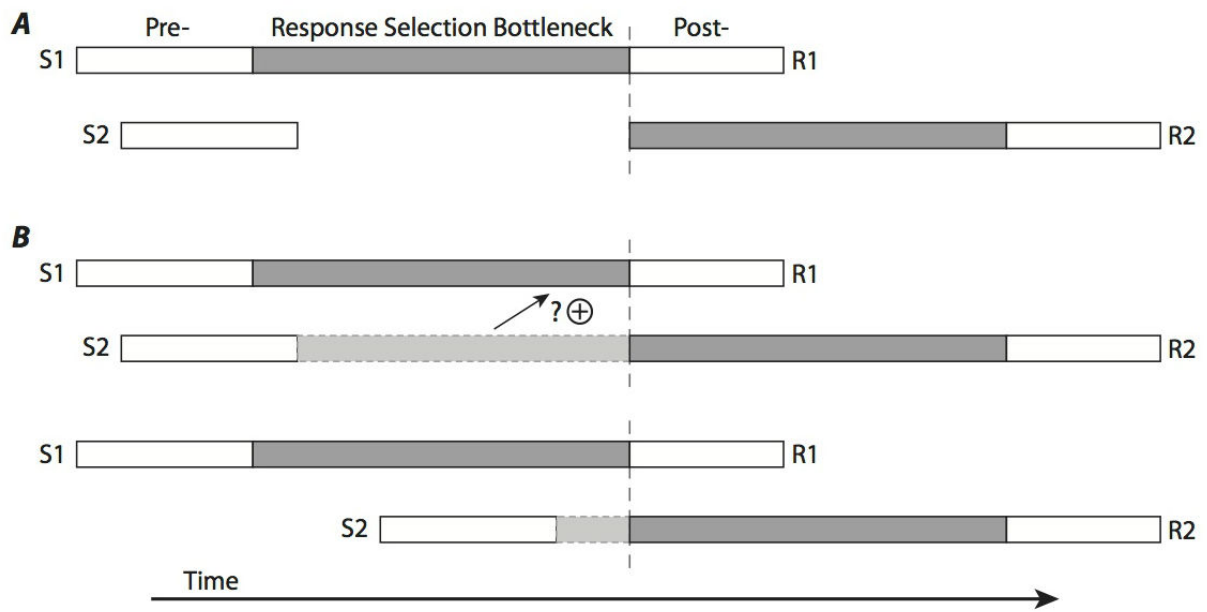 A
Pre- Response Selection Bottleneck Post-
S1 R1
S2 R2
B
S1 R1
? +
S2 R2
S1 R1
S2 R2
Time